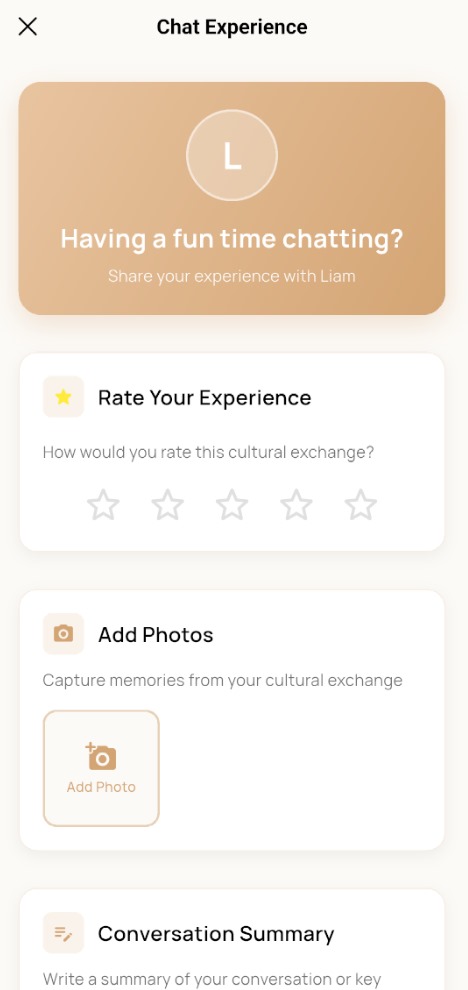 Chat Experience
L
Having a fun time chatting?
Share your experience with Liam
Rate Your Experience
How would you rate this cultural exchange?
Add Photos
Capture memories from your cultural exchange
Add Photo
Conversation Summary
Write a summary of your conversation or key